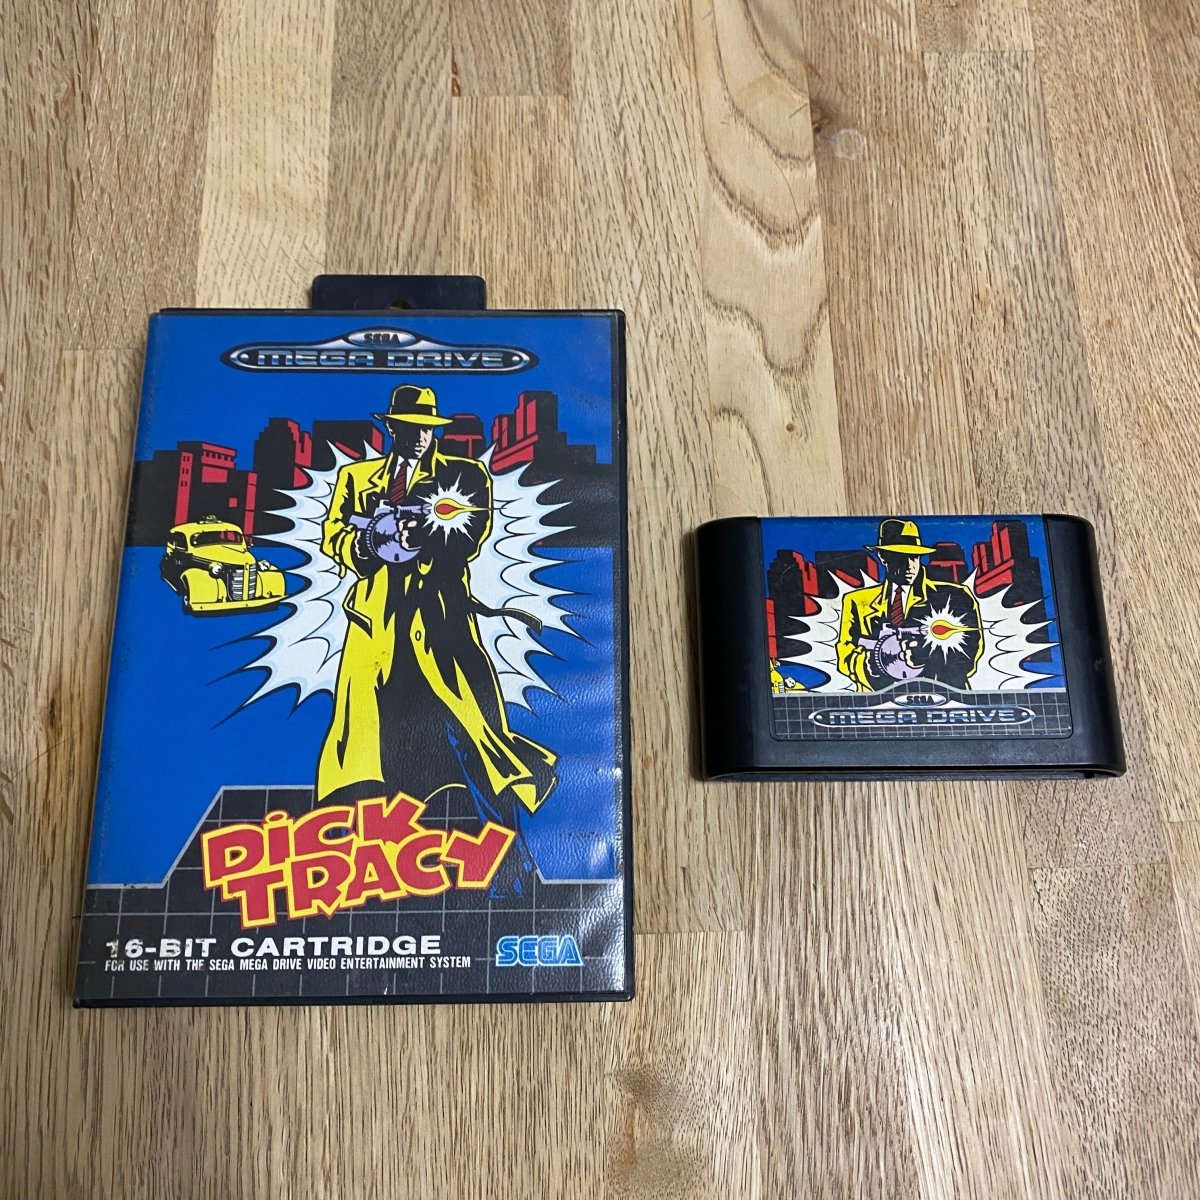 SEGA
MEGA DRIVE
DiCK
TRACY
16-BIT CARTRIDGE
FOR USE WITH THE SEGA MEGA DRIVE VIDEO ENTERTAINMENT SYSTEM
SEGA
SEGA
MEGA DRIVE